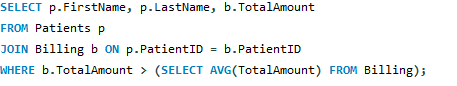 SELECT p.FirstName, p.LastName, b.TotalAmount
FROM Patients p
JOIN Billing b ON p.PatientID = b.PatientID
WHERE b.TotalAmount > (SELECT AVG(TotalAmount) FROM Billing);